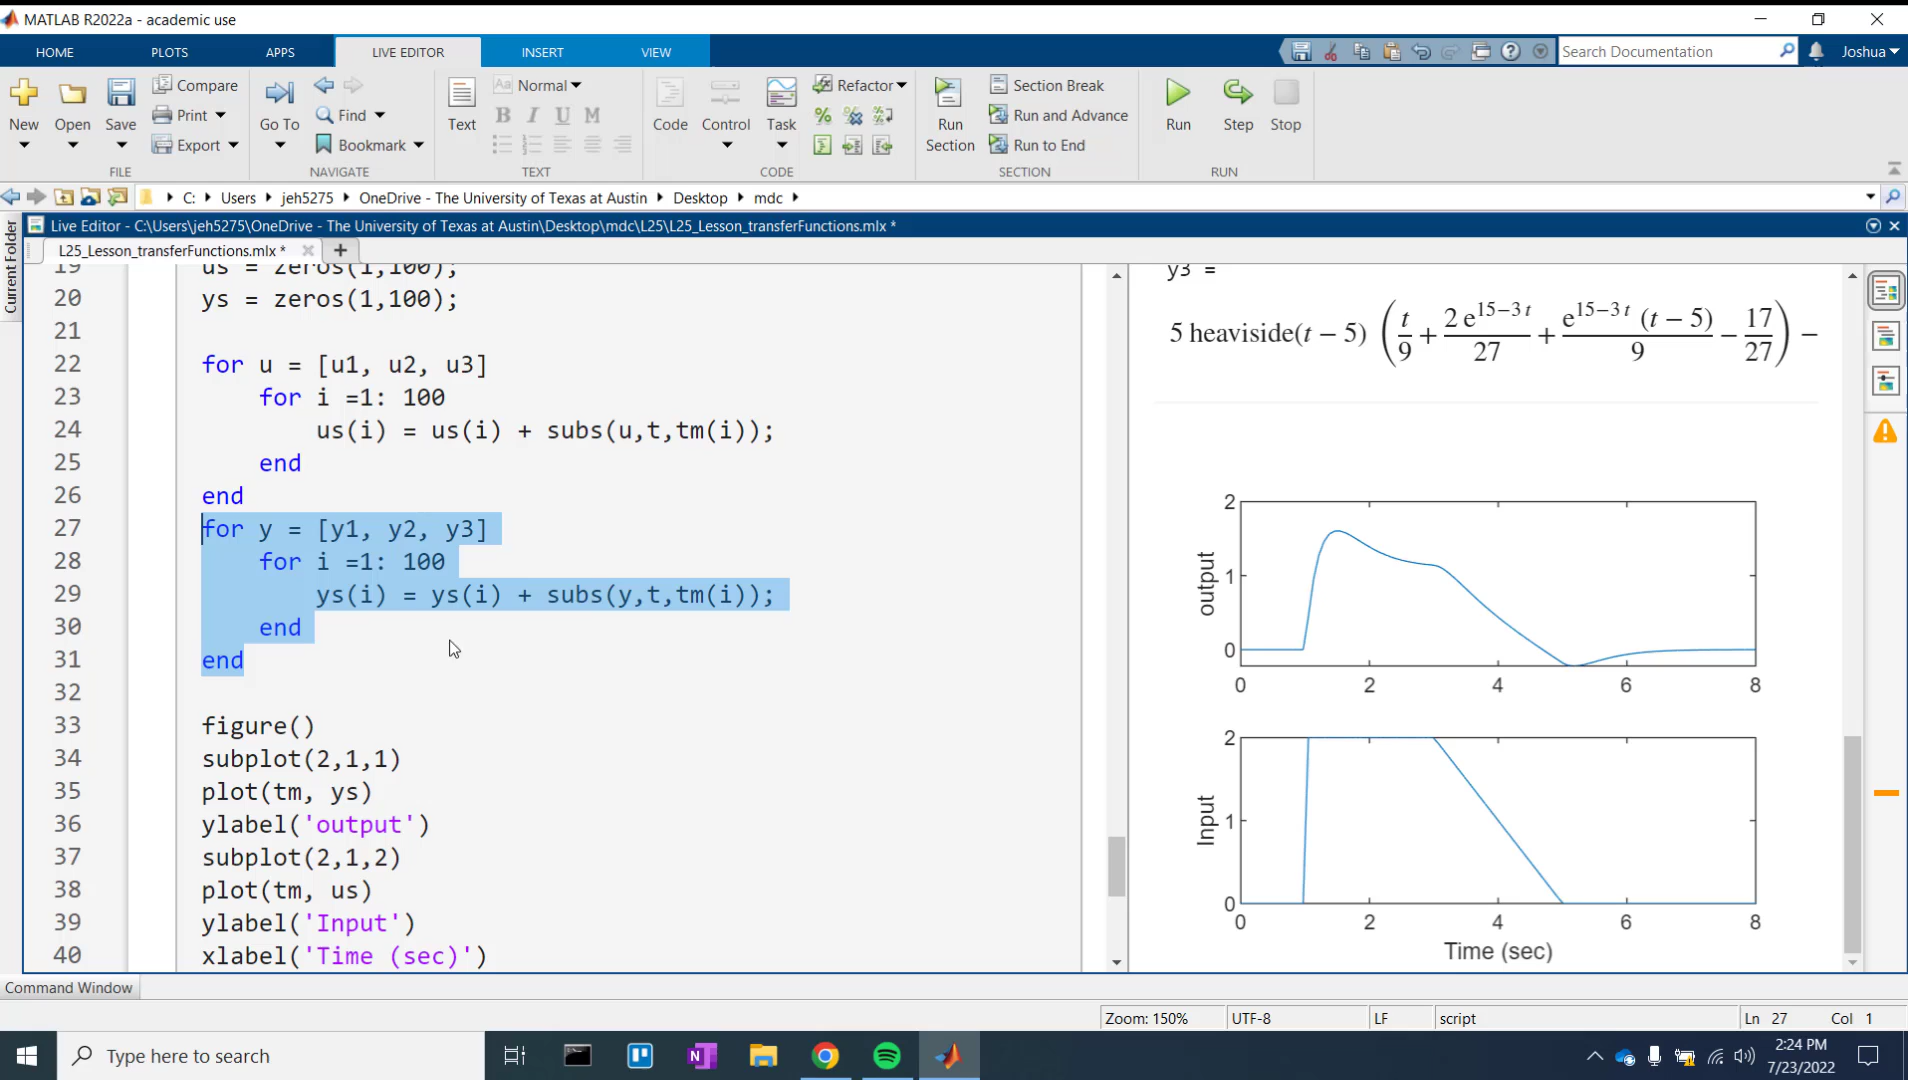 MATLAB R2022a - academic use
HOME PLOTS APPS LIVE EDITOR INSERT VIEW
Search Documentation
Joshua
New Open Save
Compare
Print
Export
FILE
Go To
Find
Bookmark
NAVIGATE
Text
Aa Normal
B I U M
TEXT
Code Control Task
Refactor
CODE
Run Section
Section Break
Run and Advance
Run to End
SECTION
Run Step Stop
RUN
C: Users jeh5275 OneDrive - The University of Texas at Austin Desktop mdc
Current Folder
Live Editor - C:\Users\jeh5275\OneDrive - The University of Texas at Austin\Desktop\mdc\L25\L25_Lesson_transferFunctions.mlx *
L25_Lesson_transferFunctions.mlx *
19 us = zeros(1,100);
20 ys = zeros(1,100);
21
22 for u = [u1, u2, u3]
23 for i =1: 100
24 us(i) = us(i) + subs(u,t,tm(i));
25 end
26 end
27 for y = [y1, y2, y3]
28 for i =1: 100
29 ys(i) = ys(i) + subs(y,t,tm(i));
30 end
31 end
32
33 figure()
34 subplot(2,1,1)
35 plot(tm, ys)
36 ylabel('output')
37 subplot(2,1,2)
38 plot(tm, us)
39 ylabel('Input')
40 xlabel('Time (sec)')
y3 =
5 heaviside(t − 5) (t/9 + 2 e^(15−3 t)/27 + e^(15−3 t) (t − 5)/9 − 17/27) −
output
2
1
0
0 2 4 6 8
Input
2
1
0
0 2 4 6 8
Time (sec)
Command Window
Zoom: 150% UTF-8 LF script Ln 27 Col 1
Type here to search
2:24 PM
7/23/2022